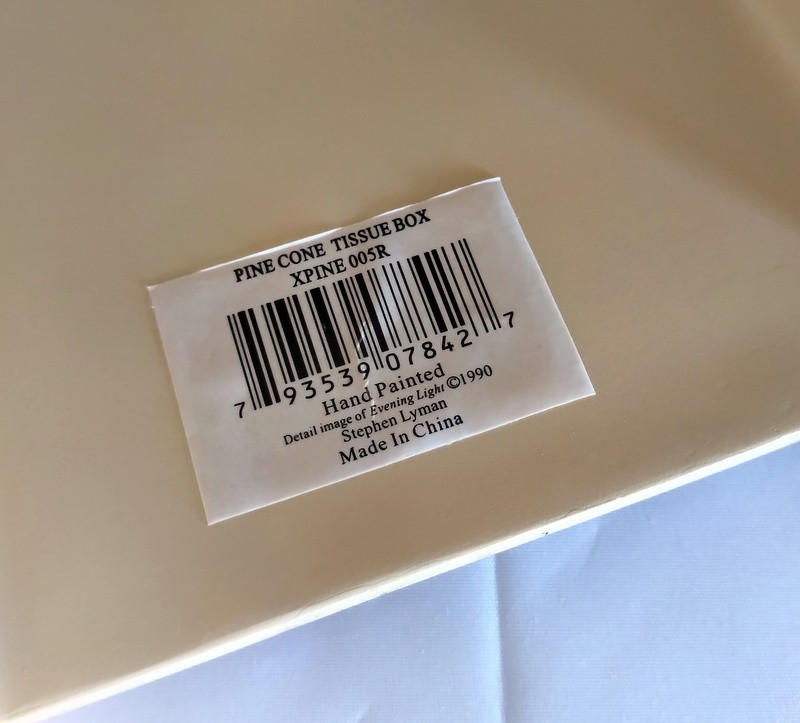 PINE CONE TISSUE BOX
XPINE 005R
7 93539 07842 7
Hand Painted
Detail image of Evening Light ©1990
Stephen Lyman
Made In China